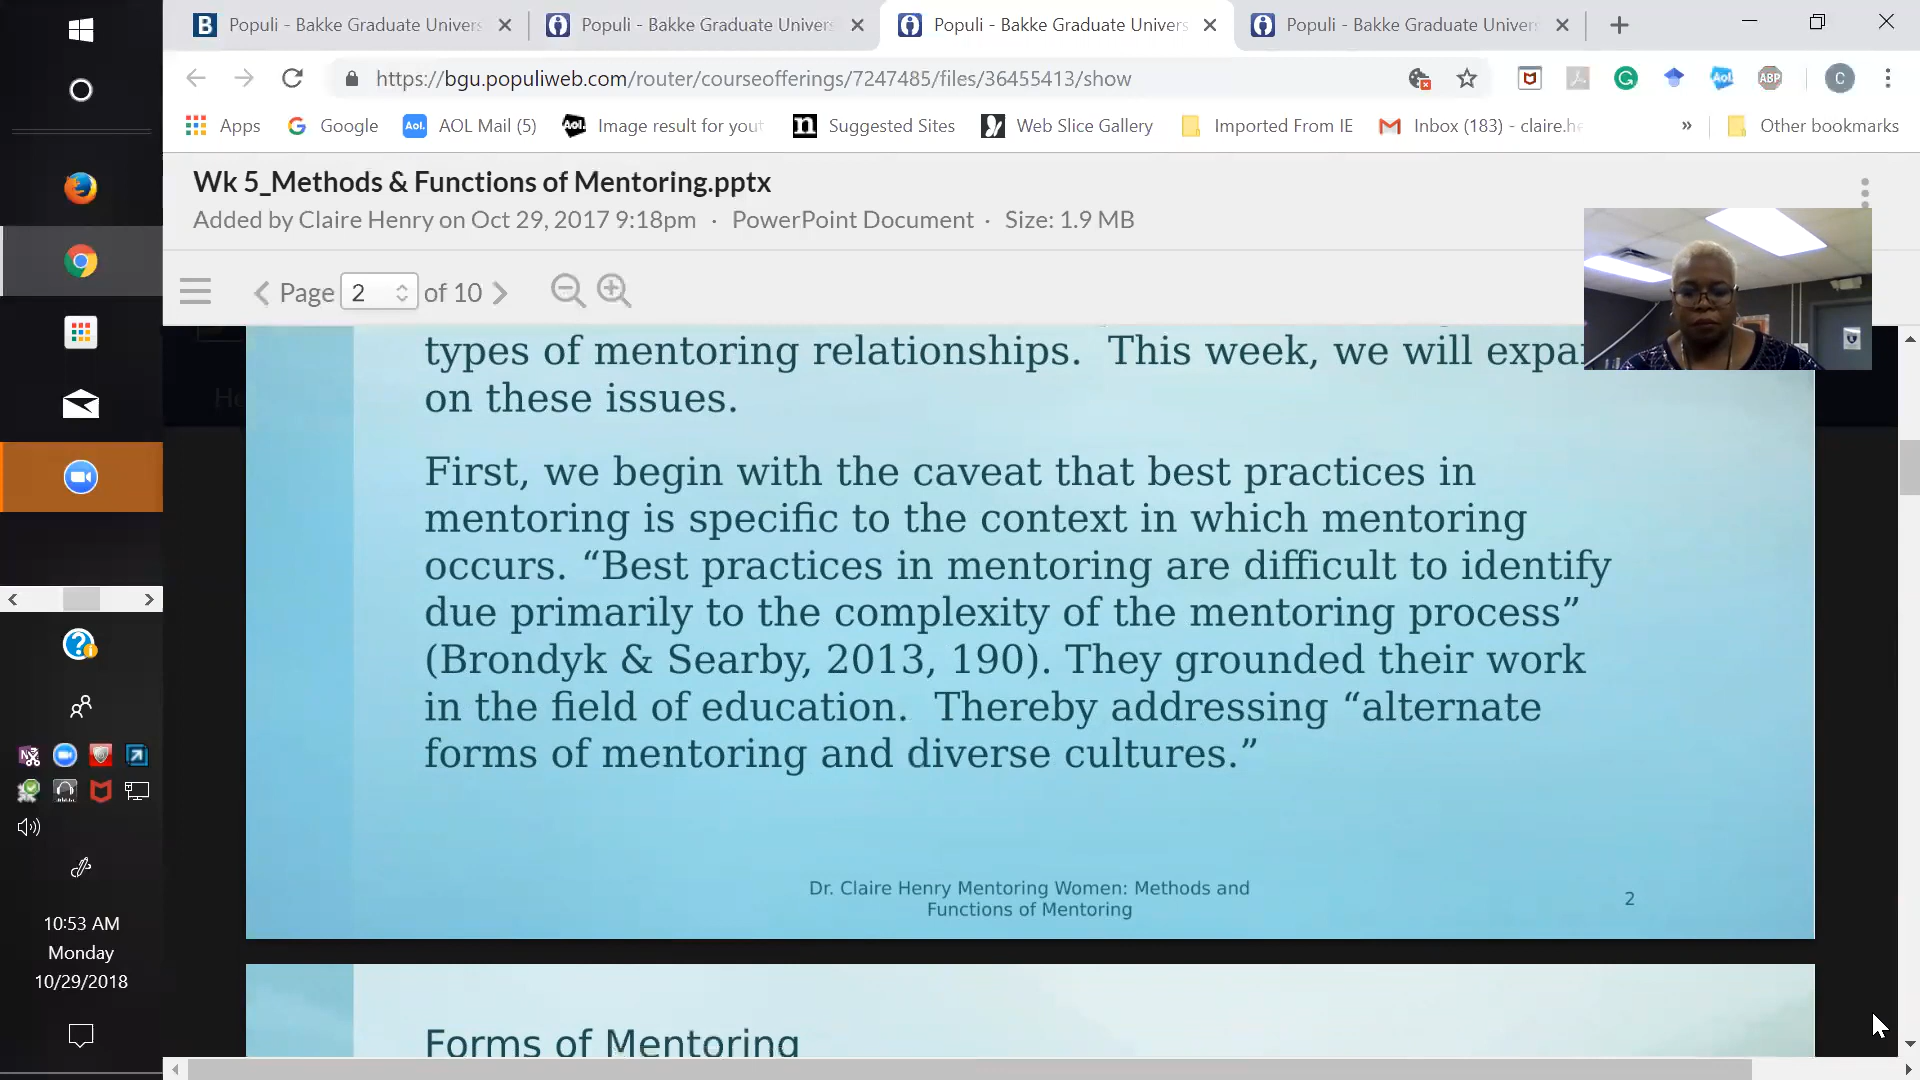 Populi - Bakke Graduate Univers
Populi - Bakke Graduate Univers
Populi - Bakke Graduate Univers
Populi - Bakke Graduate Univers
https://bgu.populiweb.com/router/courseofferings/7247485/files/36455413/show
Apps
Google
AOL Mail (5)
Image result for yout
Suggested Sites
Web Slice Gallery
Imported From IE
Inbox (183) - claire.he
» Other bookmarks
Wk 5_Methods & Functions of Mentoring.pptx
Added by Claire Henry on Oct 29, 2017 9:18pm · PowerPoint Document · Size: 1.9 MB
Page 2 of 10
types of mentoring relationships. This week, we will expan
on these issues.
First, we begin with the caveat that best practices in
mentoring is specific to the context in which mentoring
occurs. “Best practices in mentoring are difficult to identify
due primarily to the complexity of the mentoring process”
(Brondyk & Searby, 2013, 190). They grounded their work
in the field of education. Thereby addressing “alternate
forms of mentoring and diverse cultures.”
Dr. Claire Henry Mentoring Women: Methods and
Functions of Mentoring
2
Forms of Mentoring
10:53 AM
Monday
10/29/2018